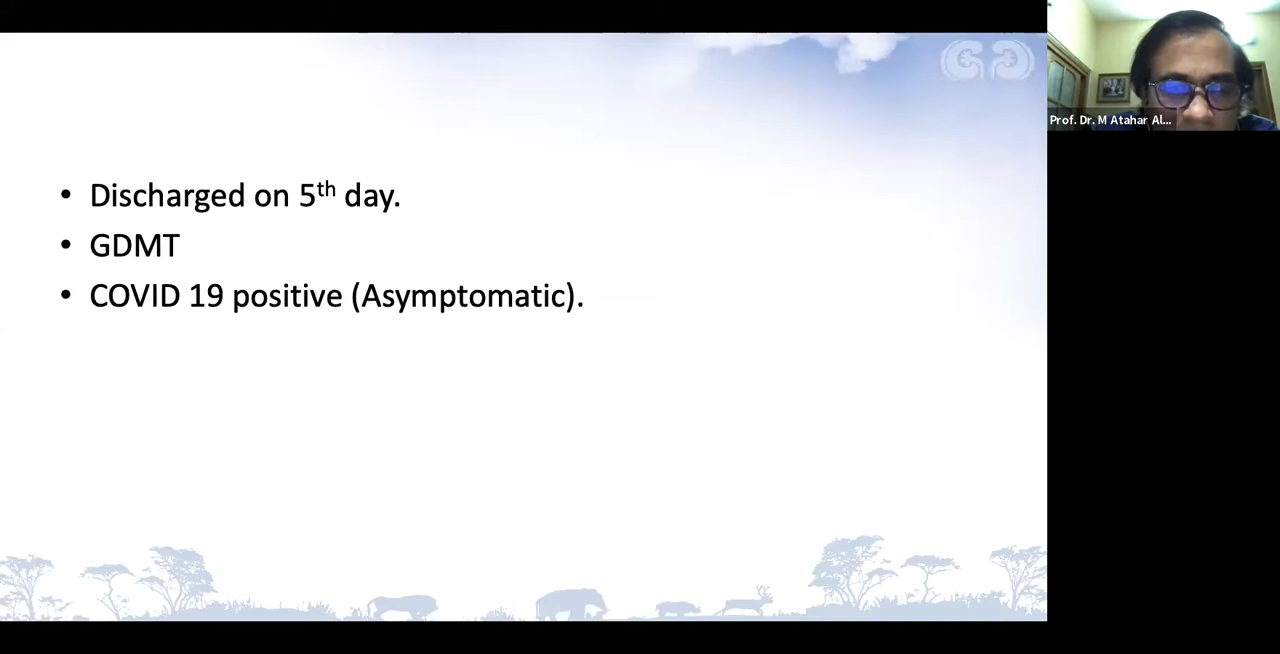 • Discharged on 5th day.
• GDMT
• COVID 19 positive (Asymptomatic).
Prof. Dr. M Atahar Al...